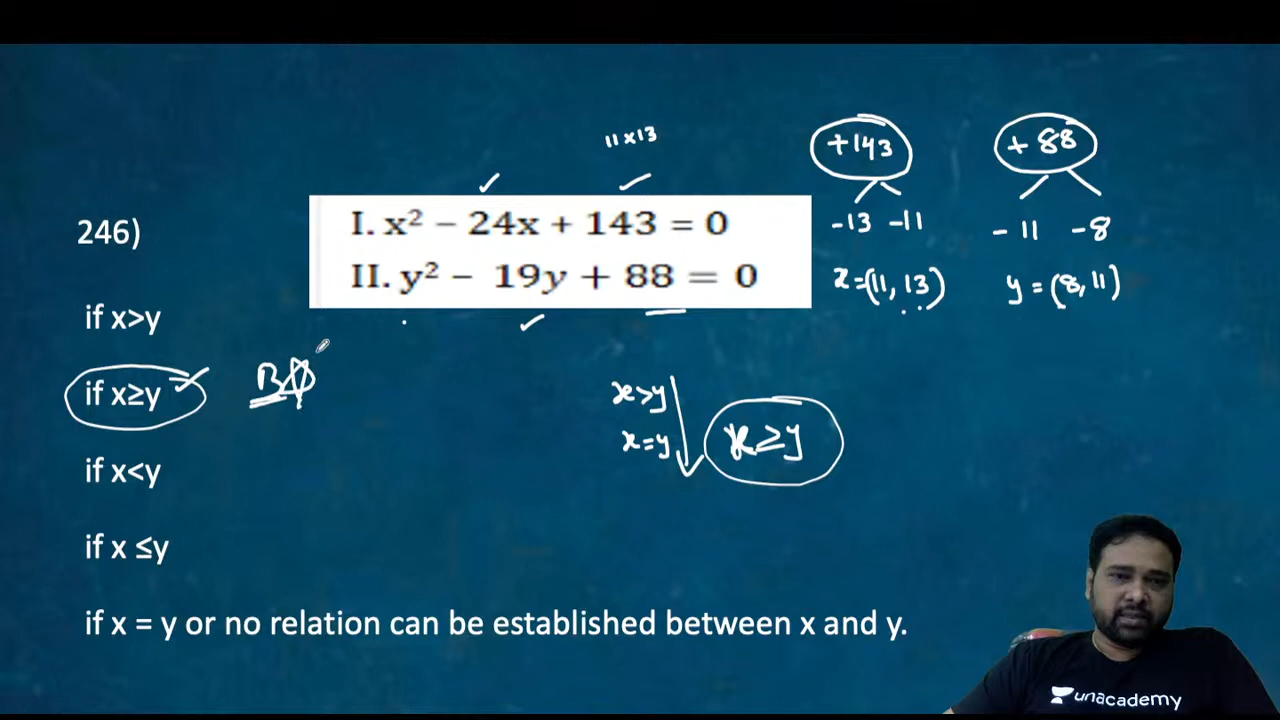 11 x 13
+143
+ 88
246)
I. x² − 24x + 143 = 0
-13 -11
- 11 -8
II. y² − 19y + 88 = 0
x=(11, 13)
y = (8, 11)
if x>y
if x≥y
B
x>y
x=y
x≥y
if x<y
if x ≤y
if x = y or no relation can be established between x and y.
unacademy